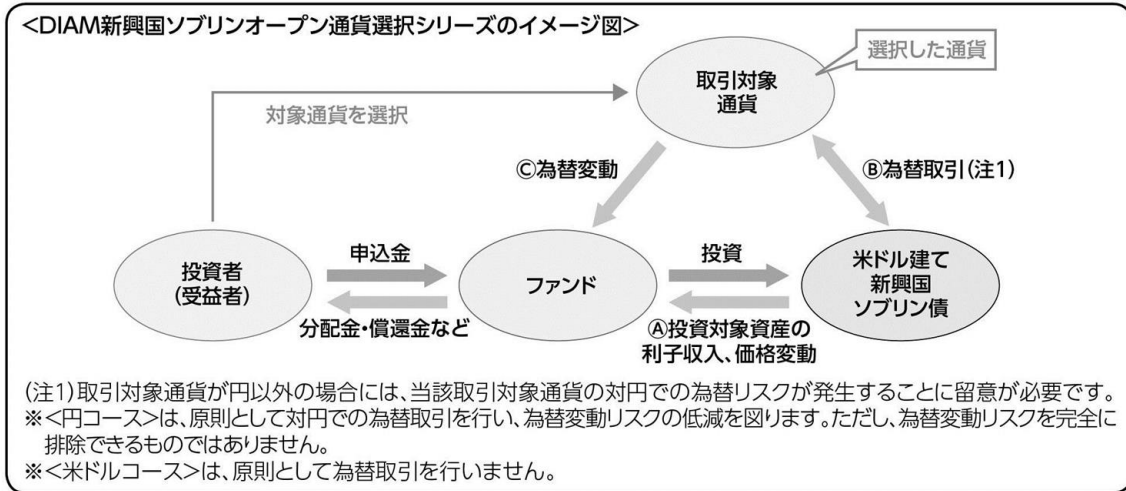 <DIAM新興国ソブリンオープン通貨選択シリーズのイメージ図>
選択した通貨
取引対象
通貨
対象通貨を選択
Ⓒ為替変動
Ⓑ為替取引(注1)
投資者
(受益者)
申込金
分配金・償還金など
ファンド
投資
Ⓐ投資対象資産の
利子収入、価格変動
米ドル建て
新興国
ソブリン債
(注1)取引対象通貨が円以外の場合には、当該取引対象通貨の対円での為替リスクが発生することに留意が必要です。
※<円コース>は、原則として対円での為替取引を行い、為替変動リスクの低減を図ります。ただし、為替変動リスクを完全に
排除できるものではありません。
※<米ドルコース>は、原則として為替取引を行いません。